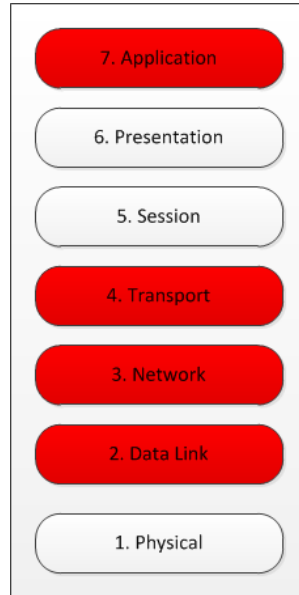 7. Application
6. Presentation
5. Session
4. Transport
3. Network
2. Data Link
1. Physical